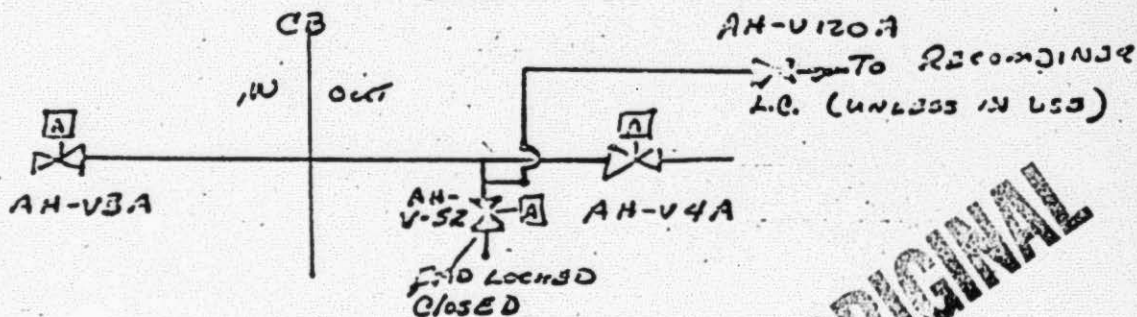 CB
AH-V120A
IN OUT
TO RECOMBINER
L.C. (UNLESS IN USE)
A
A
AH-V3A
AH-
V-52
A
AH-V4A
LOCKED
CLOSED
ORIGINAL